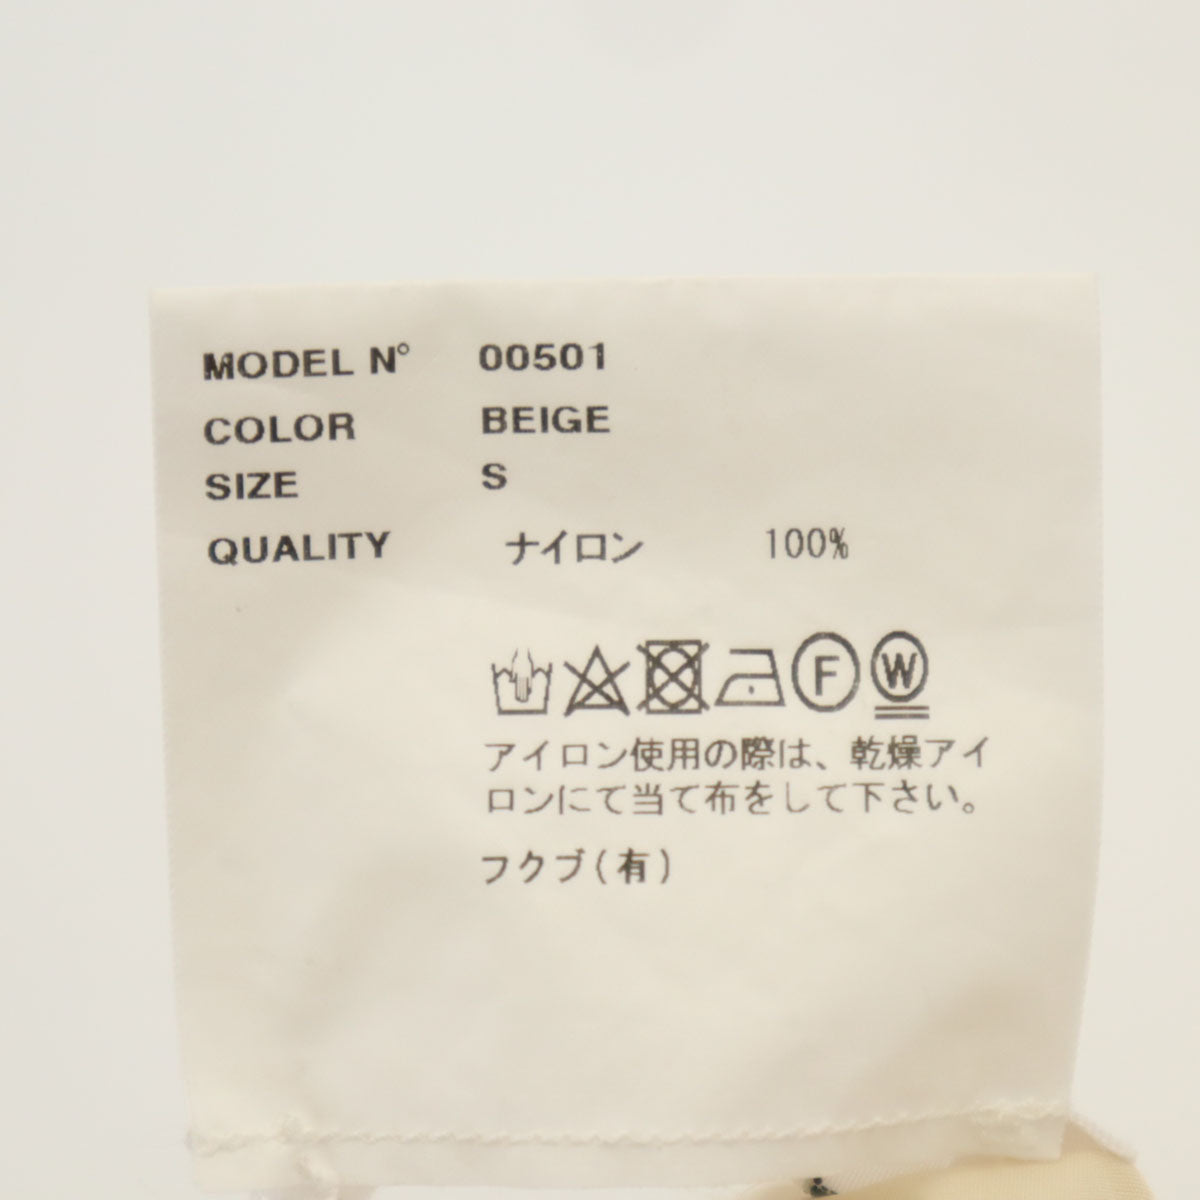 MODEL N° 00501
COLOR BEIGE
SIZE S
QUALITY ナイロン 100%
F W
アイロン使用の際は、乾燥アイ
ロンにて当て布をして下さい。
フクブ(有)